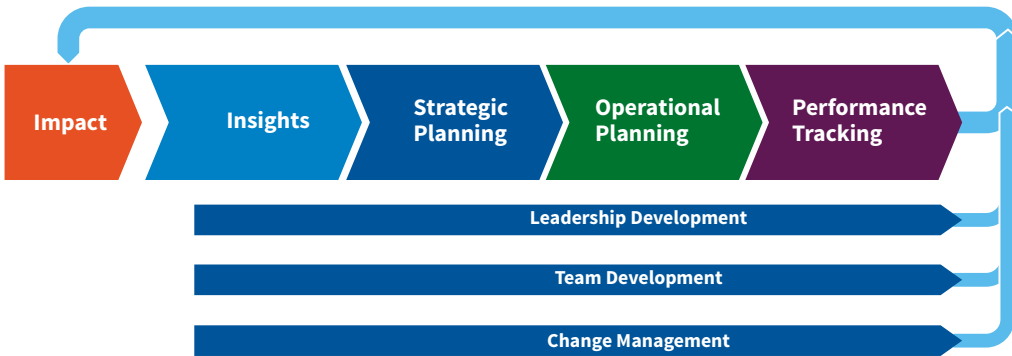 Impact
Insights
Strategic
Planning
Operational
Planning
Performance
Tracking
Leadership Development
Team Development
Change Management